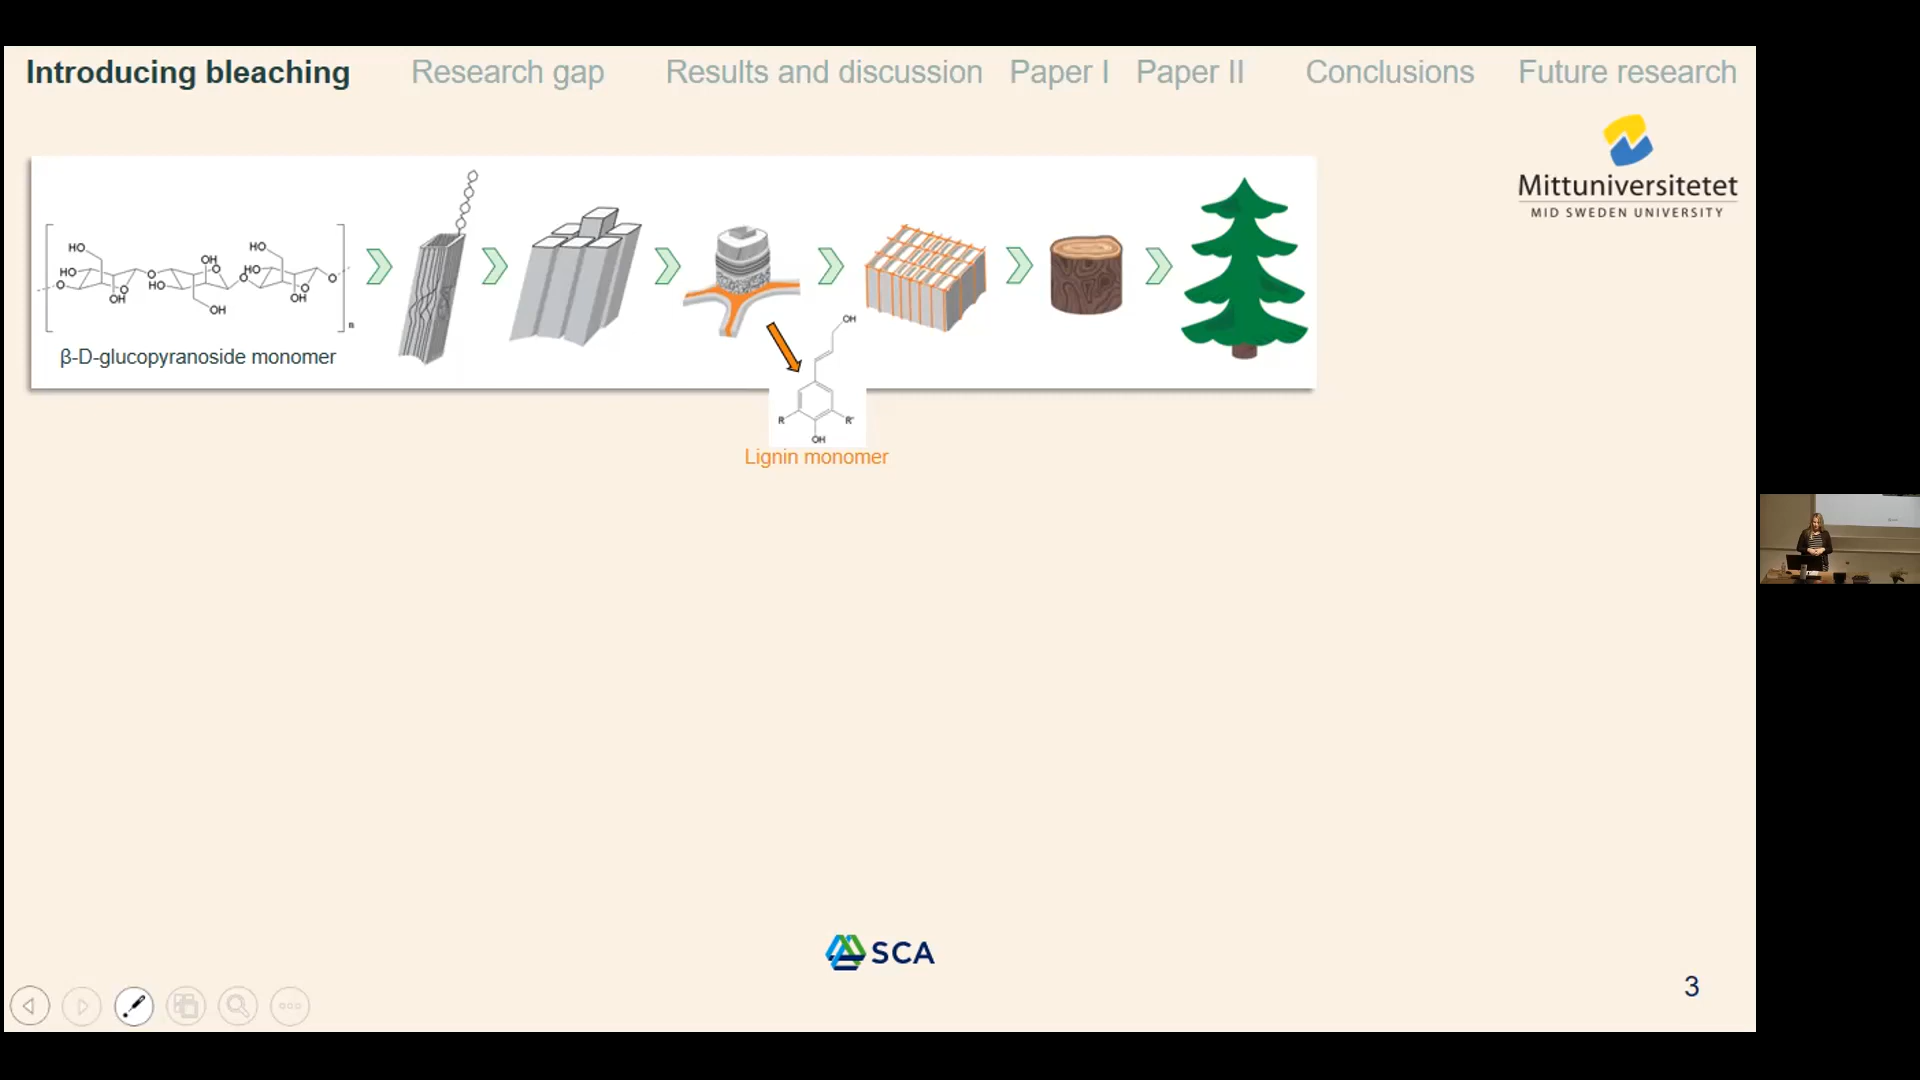 Introducing bleaching Research gap Results and discussion Paper I Paper II Conclusions Future research
Mittuniversitetet
MID SWEDEN UNIVERSITY
HO
HO
O
OH
O
HO
OH
O
OH
O
HO
HO
OH
O
O
n
β-D-glucopyranoside monomer
OH
R
R'
OH
Lignin monomer
SCA
3